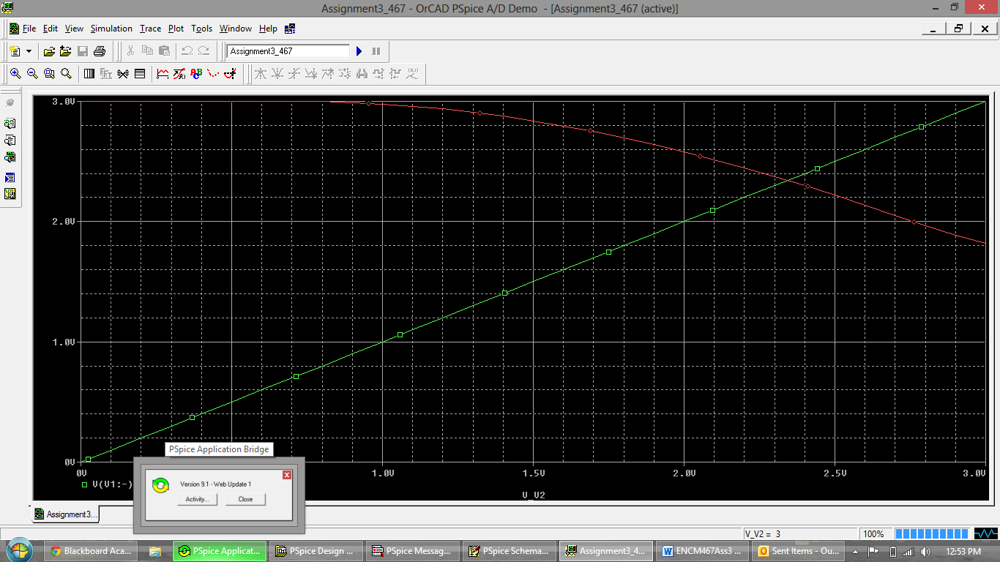 Assignment3_467 - OrCAD PSpice A/D Demo - [Assignment3_467 (active)]
File Edit View Simulation Trace Plot Tools Window Help
Assignment3_467
3.0V
2.0V
1.0V
0V
0V 1.0V 1.5V 2.0V 2.5V 3.0V
V(V1:-)
V_V2
PSpice Application Bridge
Version 9.1 - Web Update 1
Activity... Close
Assignment3...
V_V2 = 3 100%
Blackboard Aca... PSpice Applicat... PSpice Design ... PSpice Messag... PSpice Schema... Assignment3_4... ENCM467Ass3 ... Sent Items - Ou... 12:53 PM